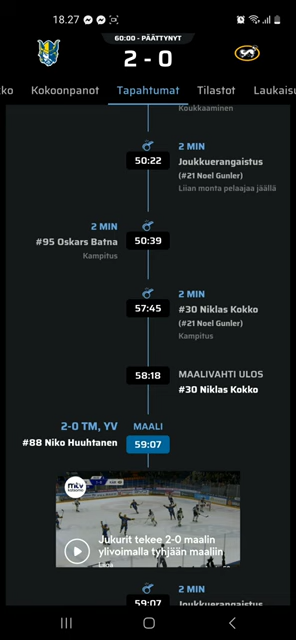 18.27
60:00 - PÄÄTTYNYT
2 - 0
kko Kokoonpanot Tapahtumat Tilastot Laukaisu
Koukkaaminen
2 MIN
50:22
Joukkuerangaistus
(#21 Noel Gunler)
Liian monta pelaajaa jäällä
2 MIN
#95 Oskars Batna
50:39
Kampitus
2 MIN
57:45
#30 Niklas Kokko
(#21 Noel Gunler)
Kampitus
58:18
MAALIVAHTI ULOS
#30 Niklas Kokko
2-0 TM, YV
MAALI
#88 Niko Huuhtanen
59:07
mtv
Jukurit tekee 2-0 maalin
ylivoimalla tyhjään maaliin
2 MIN
59:07
Joukkuerangaistus